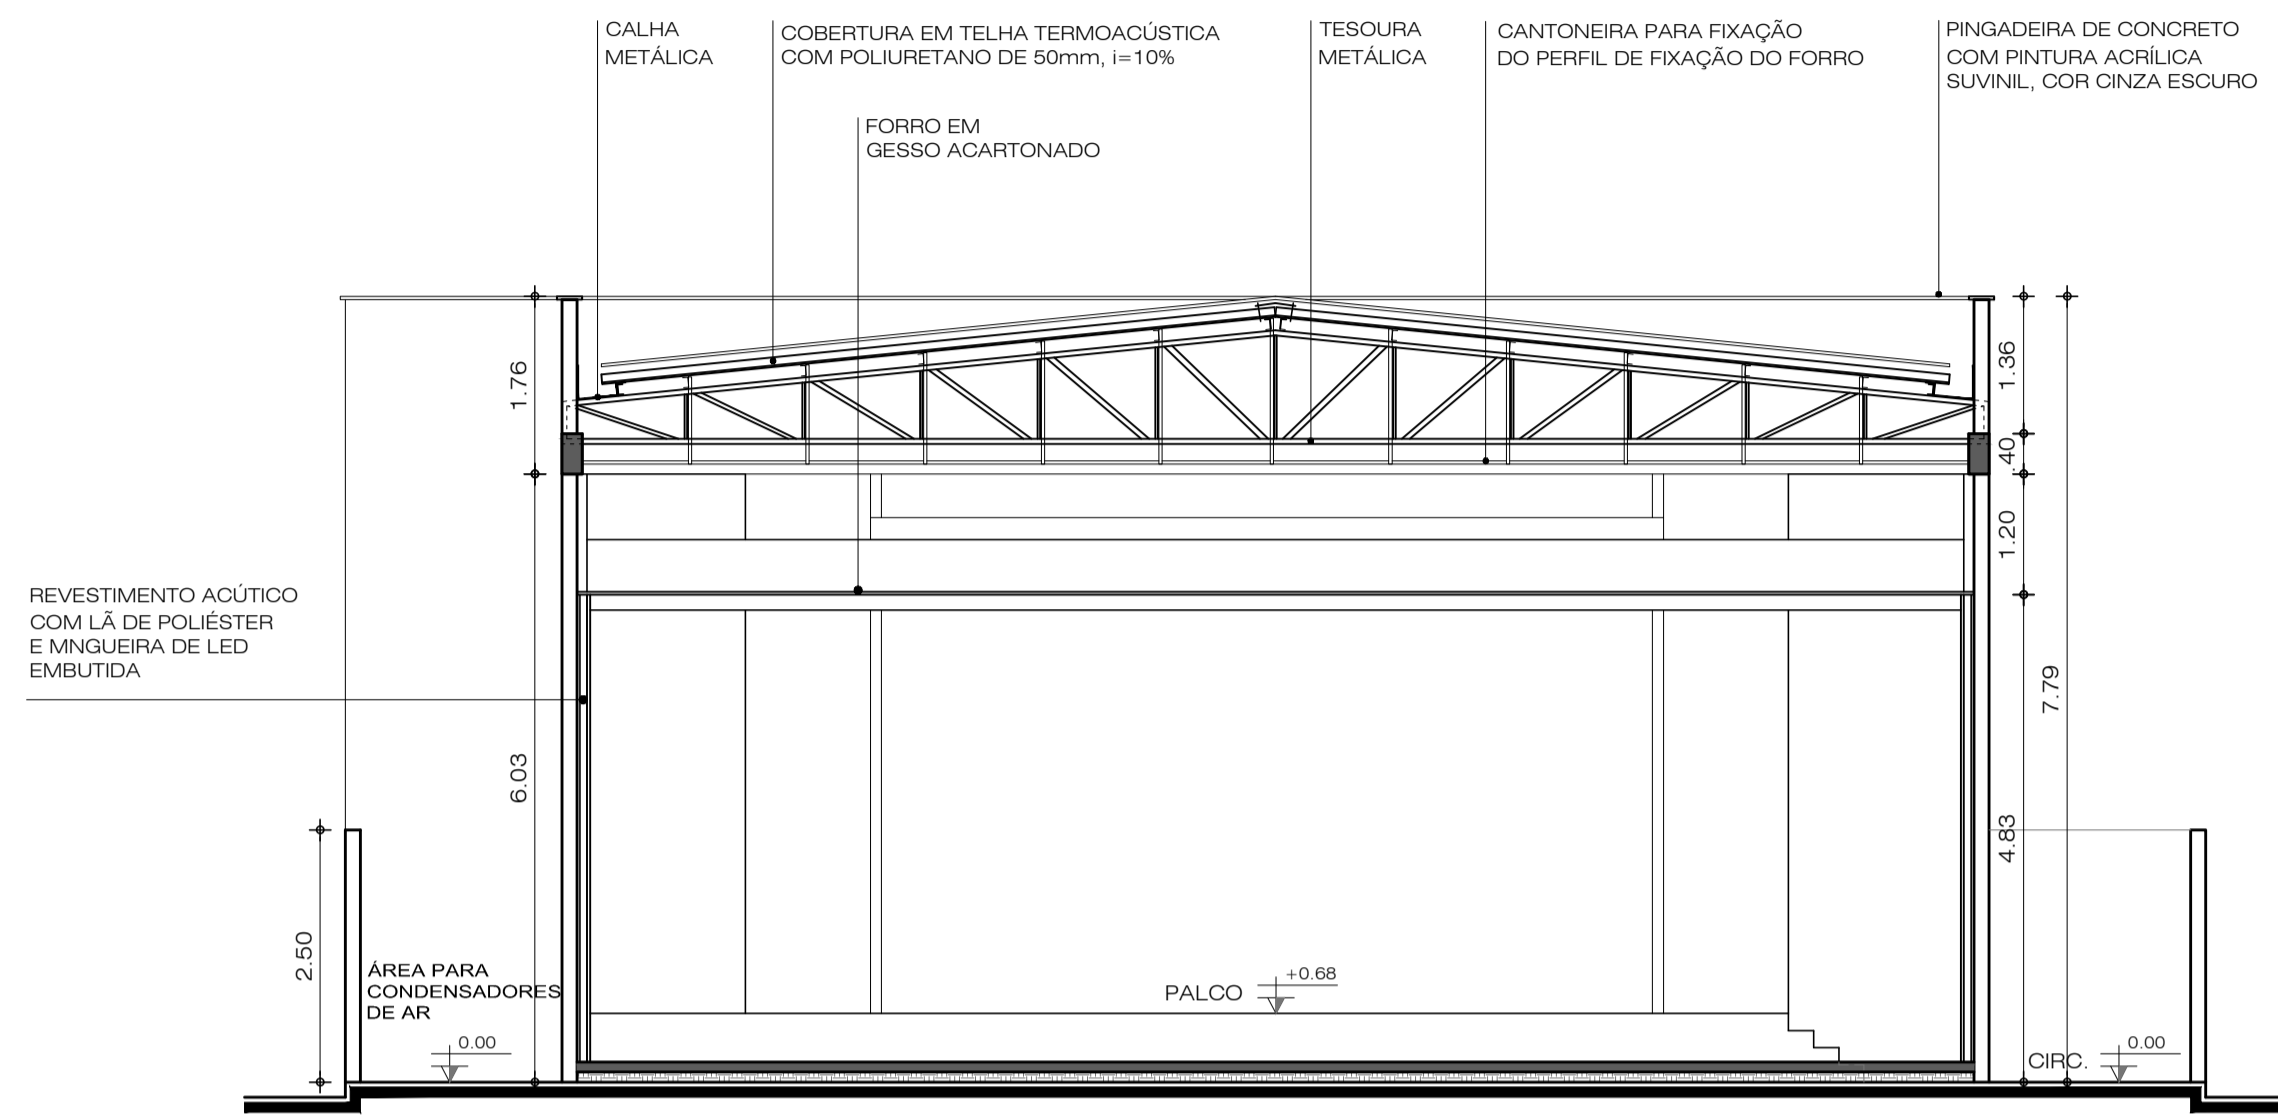 CALHA
METÁLICA
COBERTURA EM TELHA TERMOACÚSTICA
COM POLIURETANO DE 50mm, i=10%
TESOURA
METÁLICA
CANTONEIRA PARA FIXAÇÃO
DO PERFIL DE FIXAÇÃO DO FORRO
PINGADEIRA DE CONCRETO
COM PINTURA ACRÍLICA
SUVINIL, COR CINZA ESCURO
FORRO EM
GESSO ACARTONADO
1.76
1.36
.40
1.20
REVESTIMENTO ACÚTICO
COM LÃ DE POLIÉSTER
E MNGUEIRA DE LED
EMBUTIDA
7.79
6.03
4.83
2.50
ÁREA PARA
CONDENSADORES
DE AR
PALCO
+0.68
0.00
CIRC.
0.00